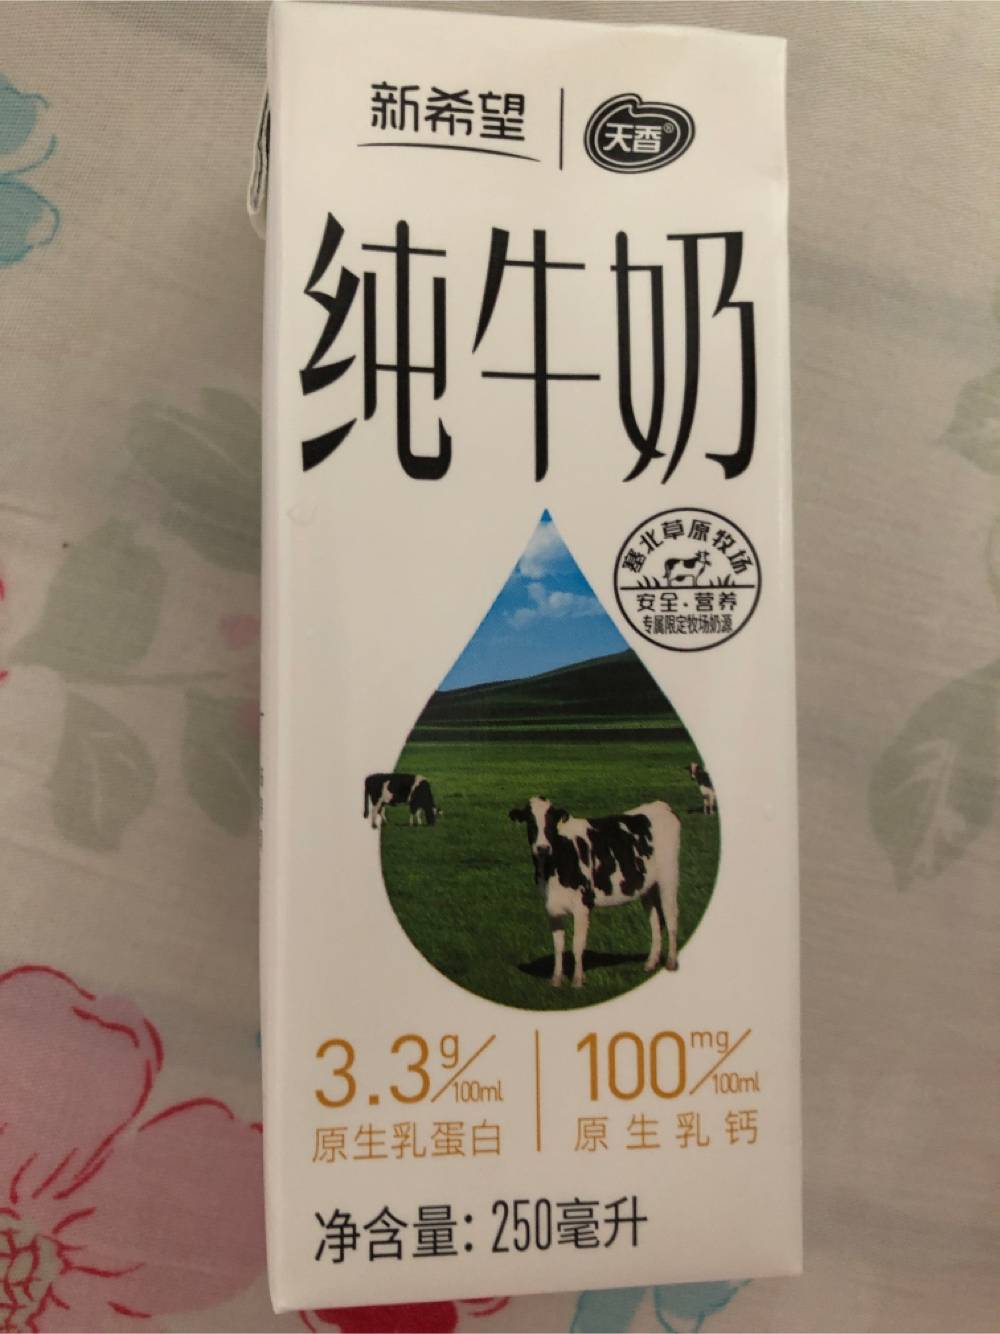 新希望
天香®
纯牛奶
塞北草原牧场
安全·营养
专属限定牧场奶源
3.3g/100ml
原生乳蛋白
100mg/100ml
原生乳钙
净含量：250毫升